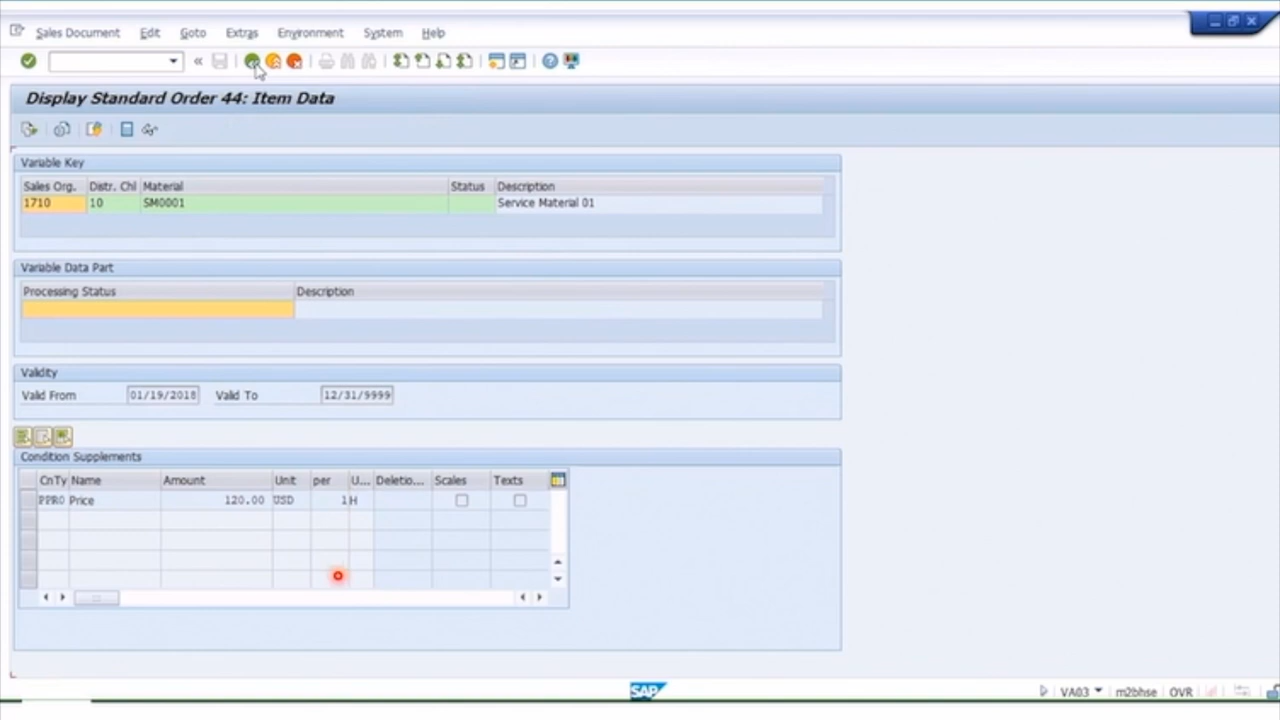 Sales Document Edit Goto Extras Environment System Help
Display Standard Order 44: Item Data
Variable Key
Sales Org. Distr. Chl Material Status Description
1710 10 SM0001 Service Material 01
Variable Data Part
Processing Status Description
Validity
Valid From 01/19/2018 Valid To 12/31/9999
Condition Supplements
CnTy Name Amount Unit per U... Deletio... Scales Texts
PPR0 Price 120.00 USD 1 H
SAP VA03 m2bhse OVR